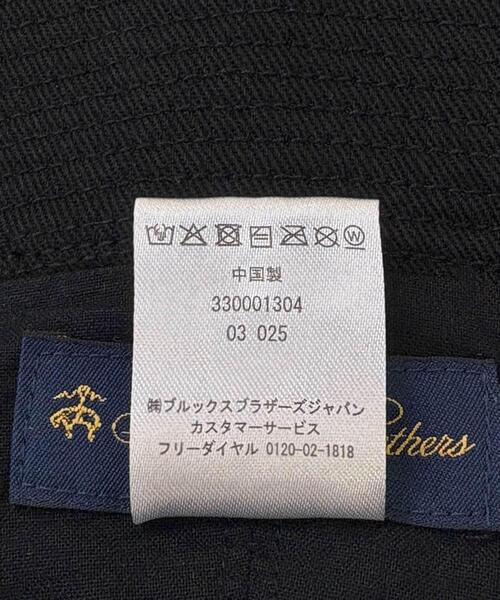 中国製
330001304
03 025
㈱ブルックスブラザーズジャパン
カスタマーサービス
フリーダイヤル 0120-02-1818